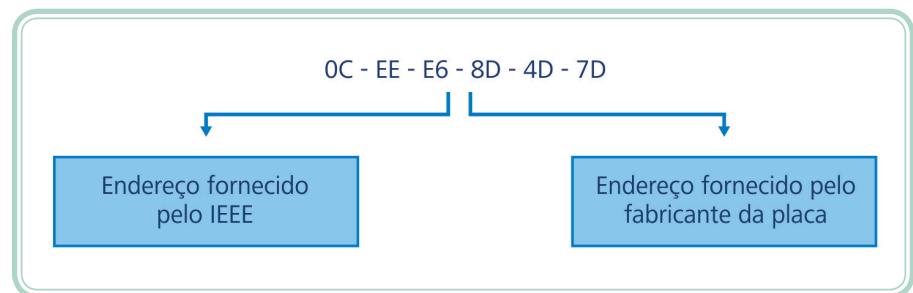 0C - EE - E6 - 8D - 4D - 7D
Endereço fornecido
pelo IEEE
Endereço fornecido pelo
fabricante da placa